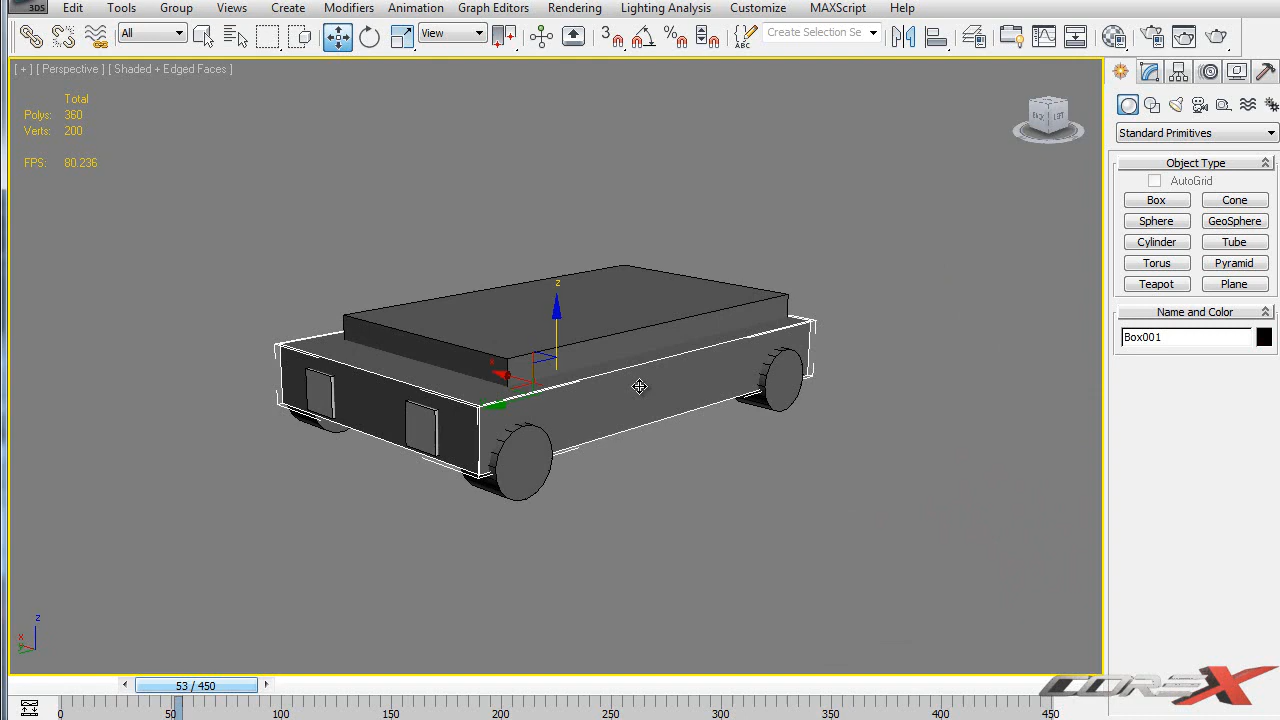 3DS Edit Tools Group Views Create Modifiers Animation Graph Editors Rendering Lighting Analysis Customize MAXScript Help
All View 3 Create Selection Se
[ + ] [ Perspective ] [ Shaded + Edged Faces ]
Total
Polys: 360
Verts: 200
FPS: 80.236
LEFT
Standard Primitives
Object Type
AutoGrid
Box Cone
Sphere GeoSphere
Cylinder Tube
Torus Pyramid
Teapot Plane
Name and Color
Box001
z
x
z
x
y
53 / 450
0 50 100 150 200 250 300 350 400 450
COREX